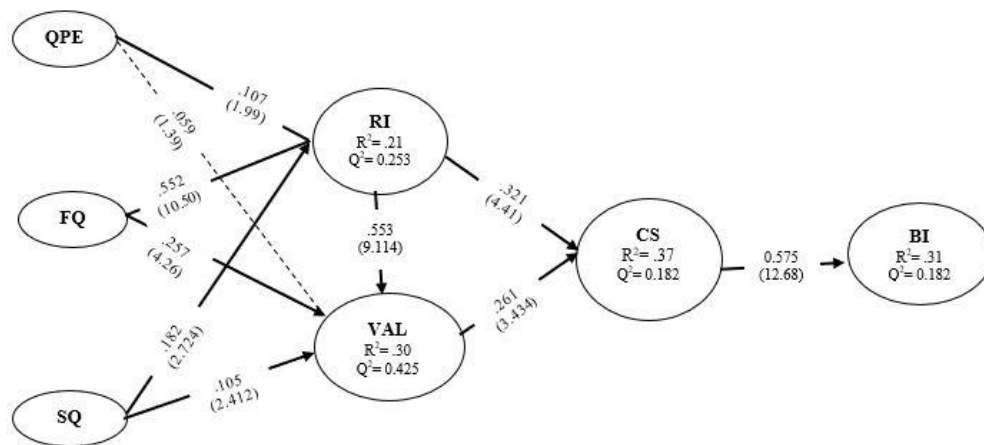 QPE
.107
(1.99)
.059
(1.39)
RI
R²= .21
Q²= 0.253
.552
(10.50)
.321
(4.41)
FQ
.257
(4.26)
.553
(9.114)
CS
R²= .37
Q²= 0.182
0.575
(12.68)
BI
R²= .31
Q²= 0.182
.261
(3.434)
VAL
R²= .30
Q²= 0.425
.182
(2.724)
.105
(2.412)
SQ